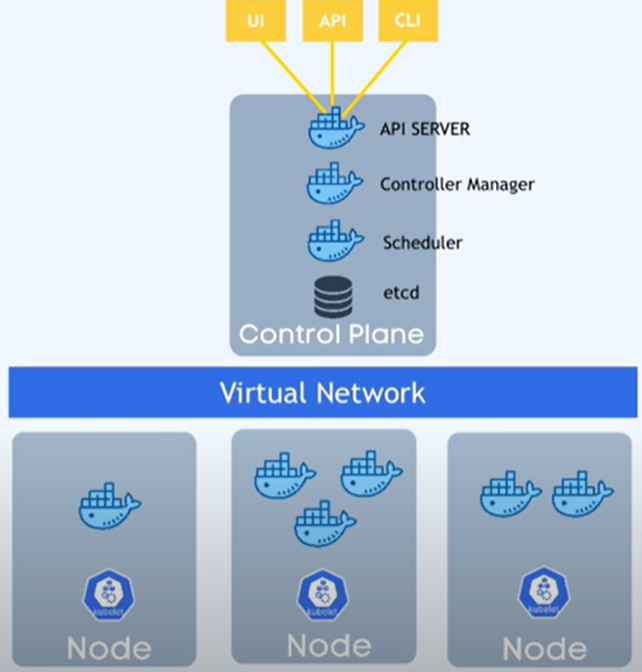 UI
API
CLI
API SERVER
Controller Manager
Scheduler
etcd
Control Plane
Virtual Network
kubelet
kubelet
kubelet
Node
Node
Node